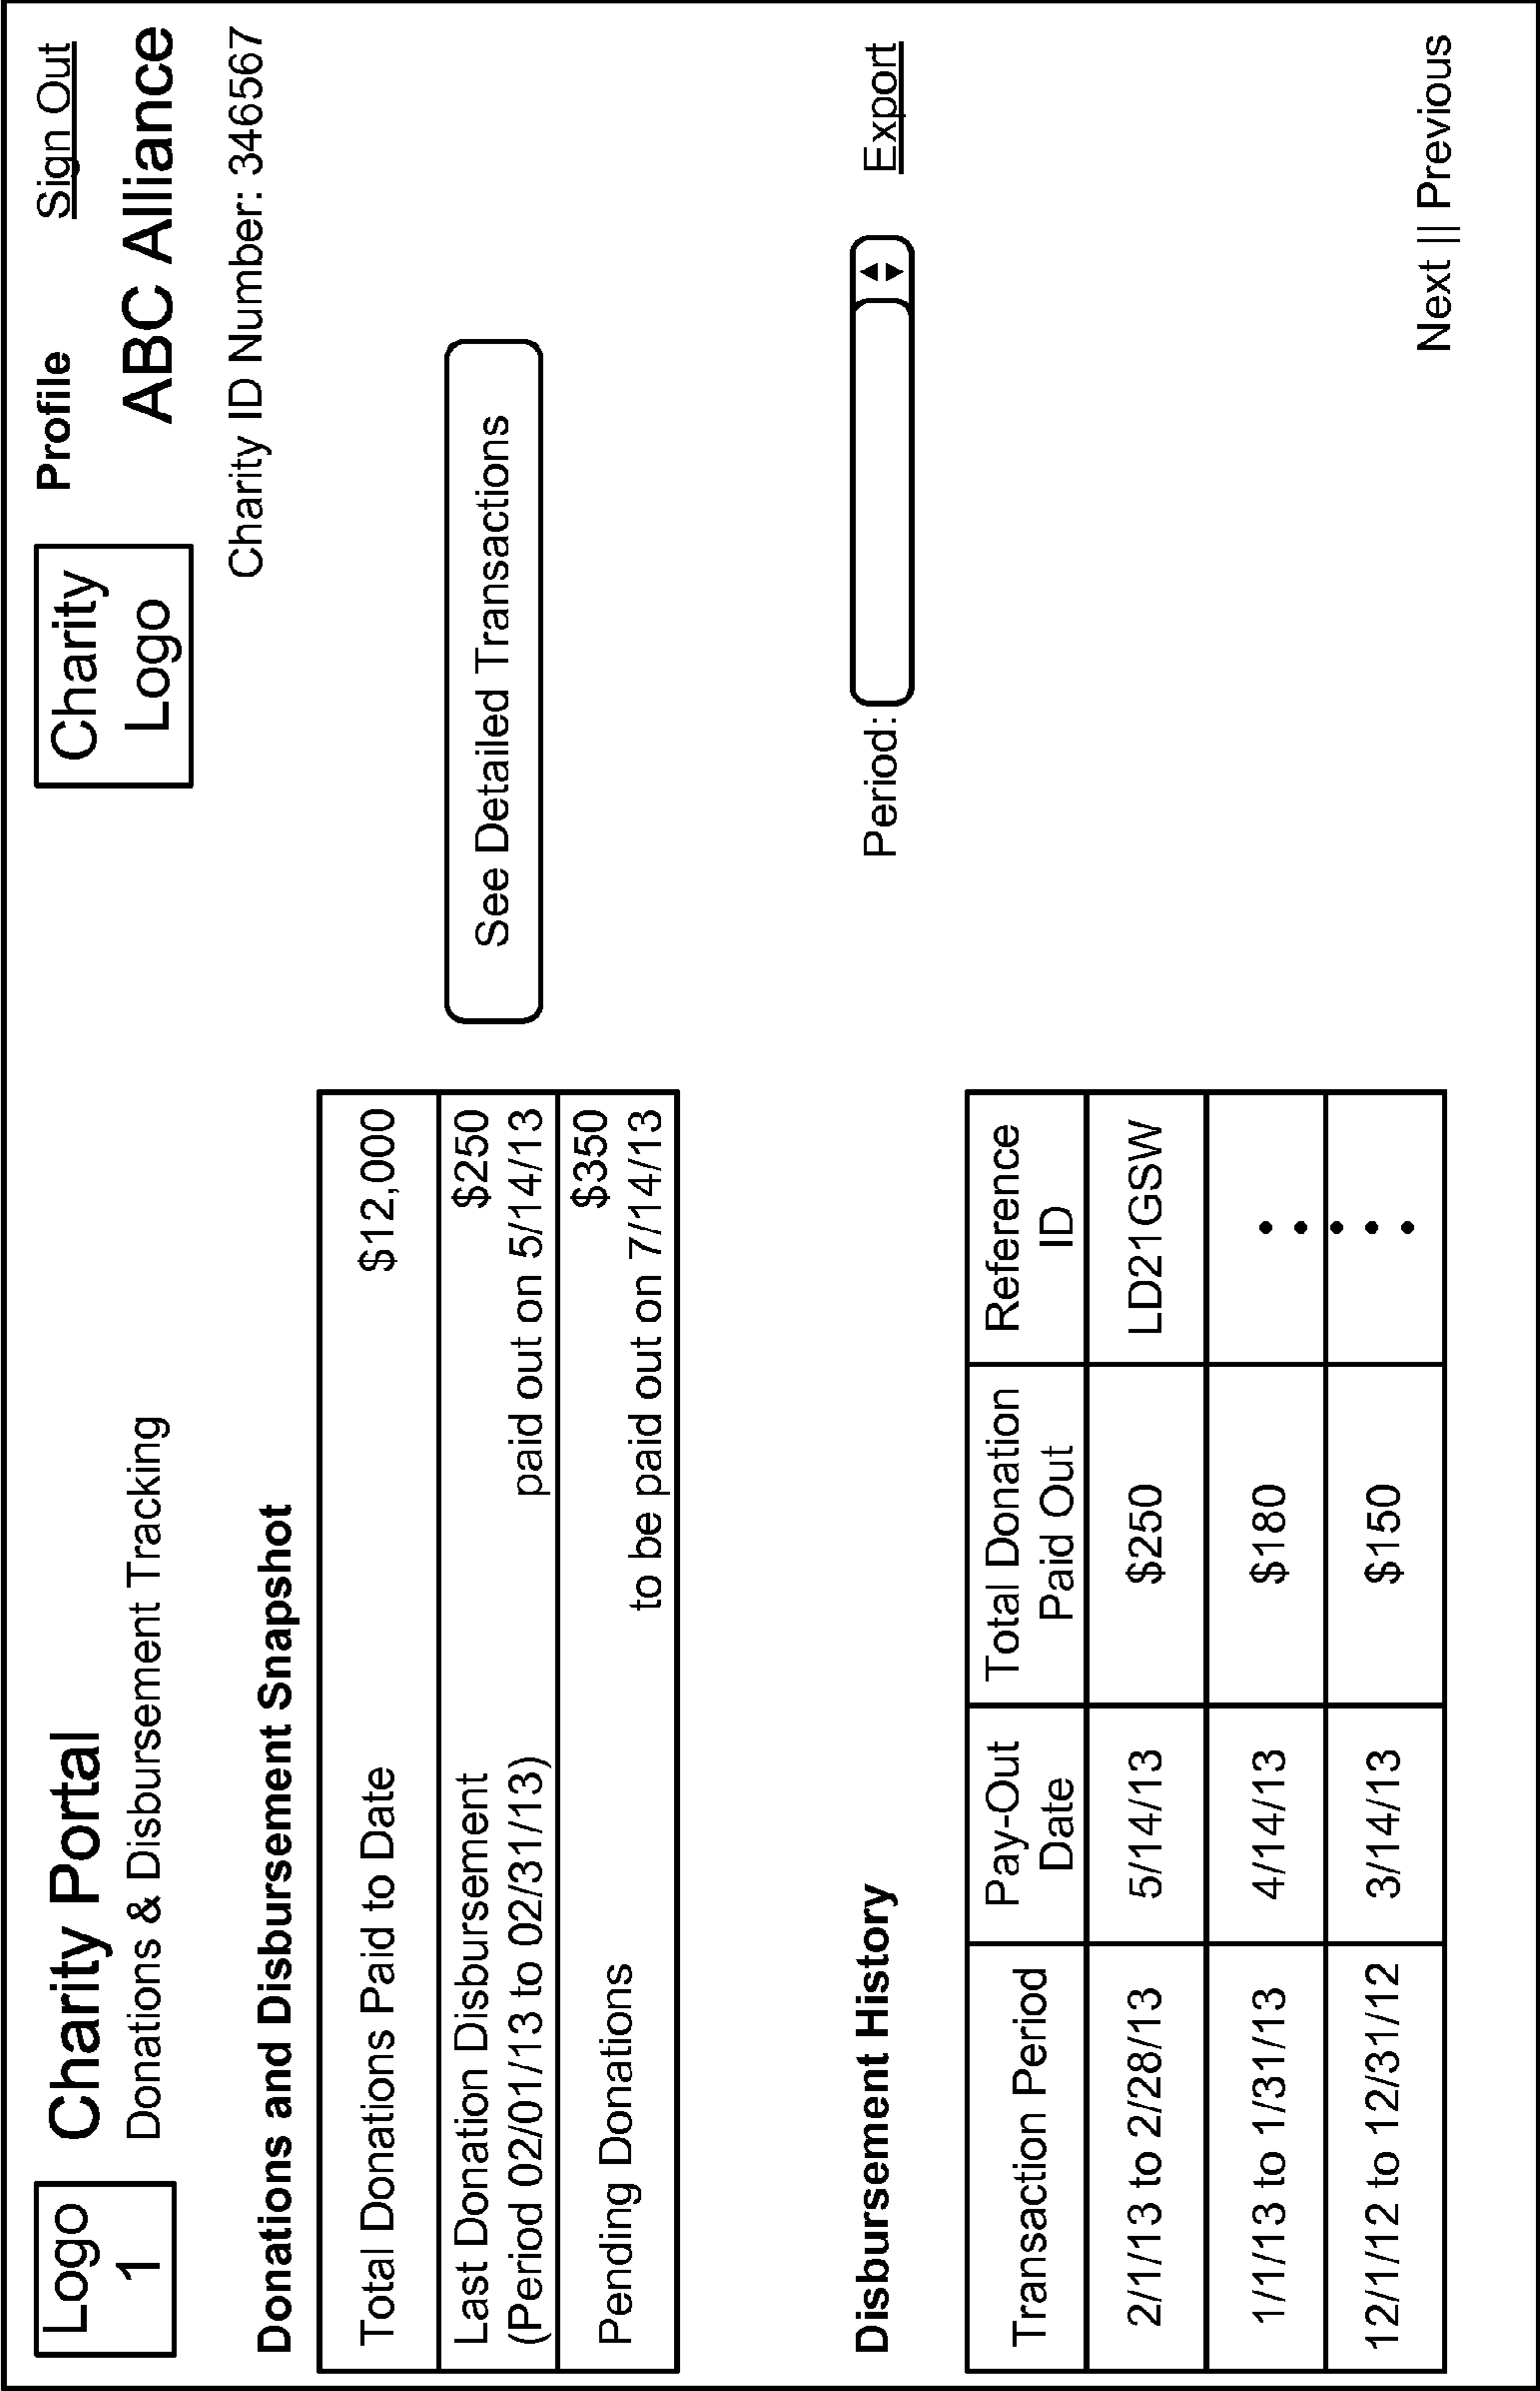 Logo
1
Charity Portal
Donations & Disbursement Tracking
Charity
Logo
Profile
Sign Out
ABC Alliance
Charity ID Number: 346567
Donations and Disbursement Snapshot
Total Donations Paid to Date $12,000
Last Donation Disbursement $250
(Period 02/01/13 to 02/31/13) paid out on 5/14/13
Pending Donations $350
to be paid out on 7/14/13
See Detailed Transactions
Disbursement History
Period:
Export
Transaction Period
Pay-Out
Date
Total Donation
Paid Out
Reference
ID
2/1/13 to 2/28/13 5/14/13 $250 LD21GSW
1/1/13 to 1/31/13 4/14/13 $180
12/1/12 to 12/31/12 3/14/13 $150
Next || Previous